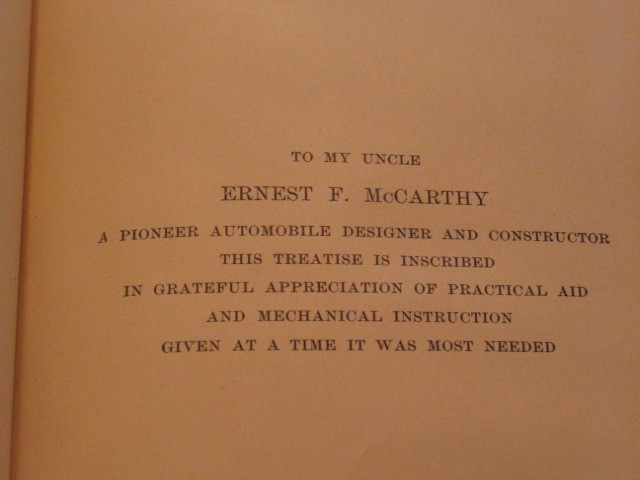 TO MY UNCLE
ERNEST F. McCARTHY
A PIONEER AUTOMOBILE DESIGNER AND CONSTRUCTOR
THIS TREATISE IS INSCRIBED
IN GRATEFUL APPRECIATION OF PRACTICAL AID
AND MECHANICAL INSTRUCTION
GIVEN AT A TIME IT WAS MOST NEEDED